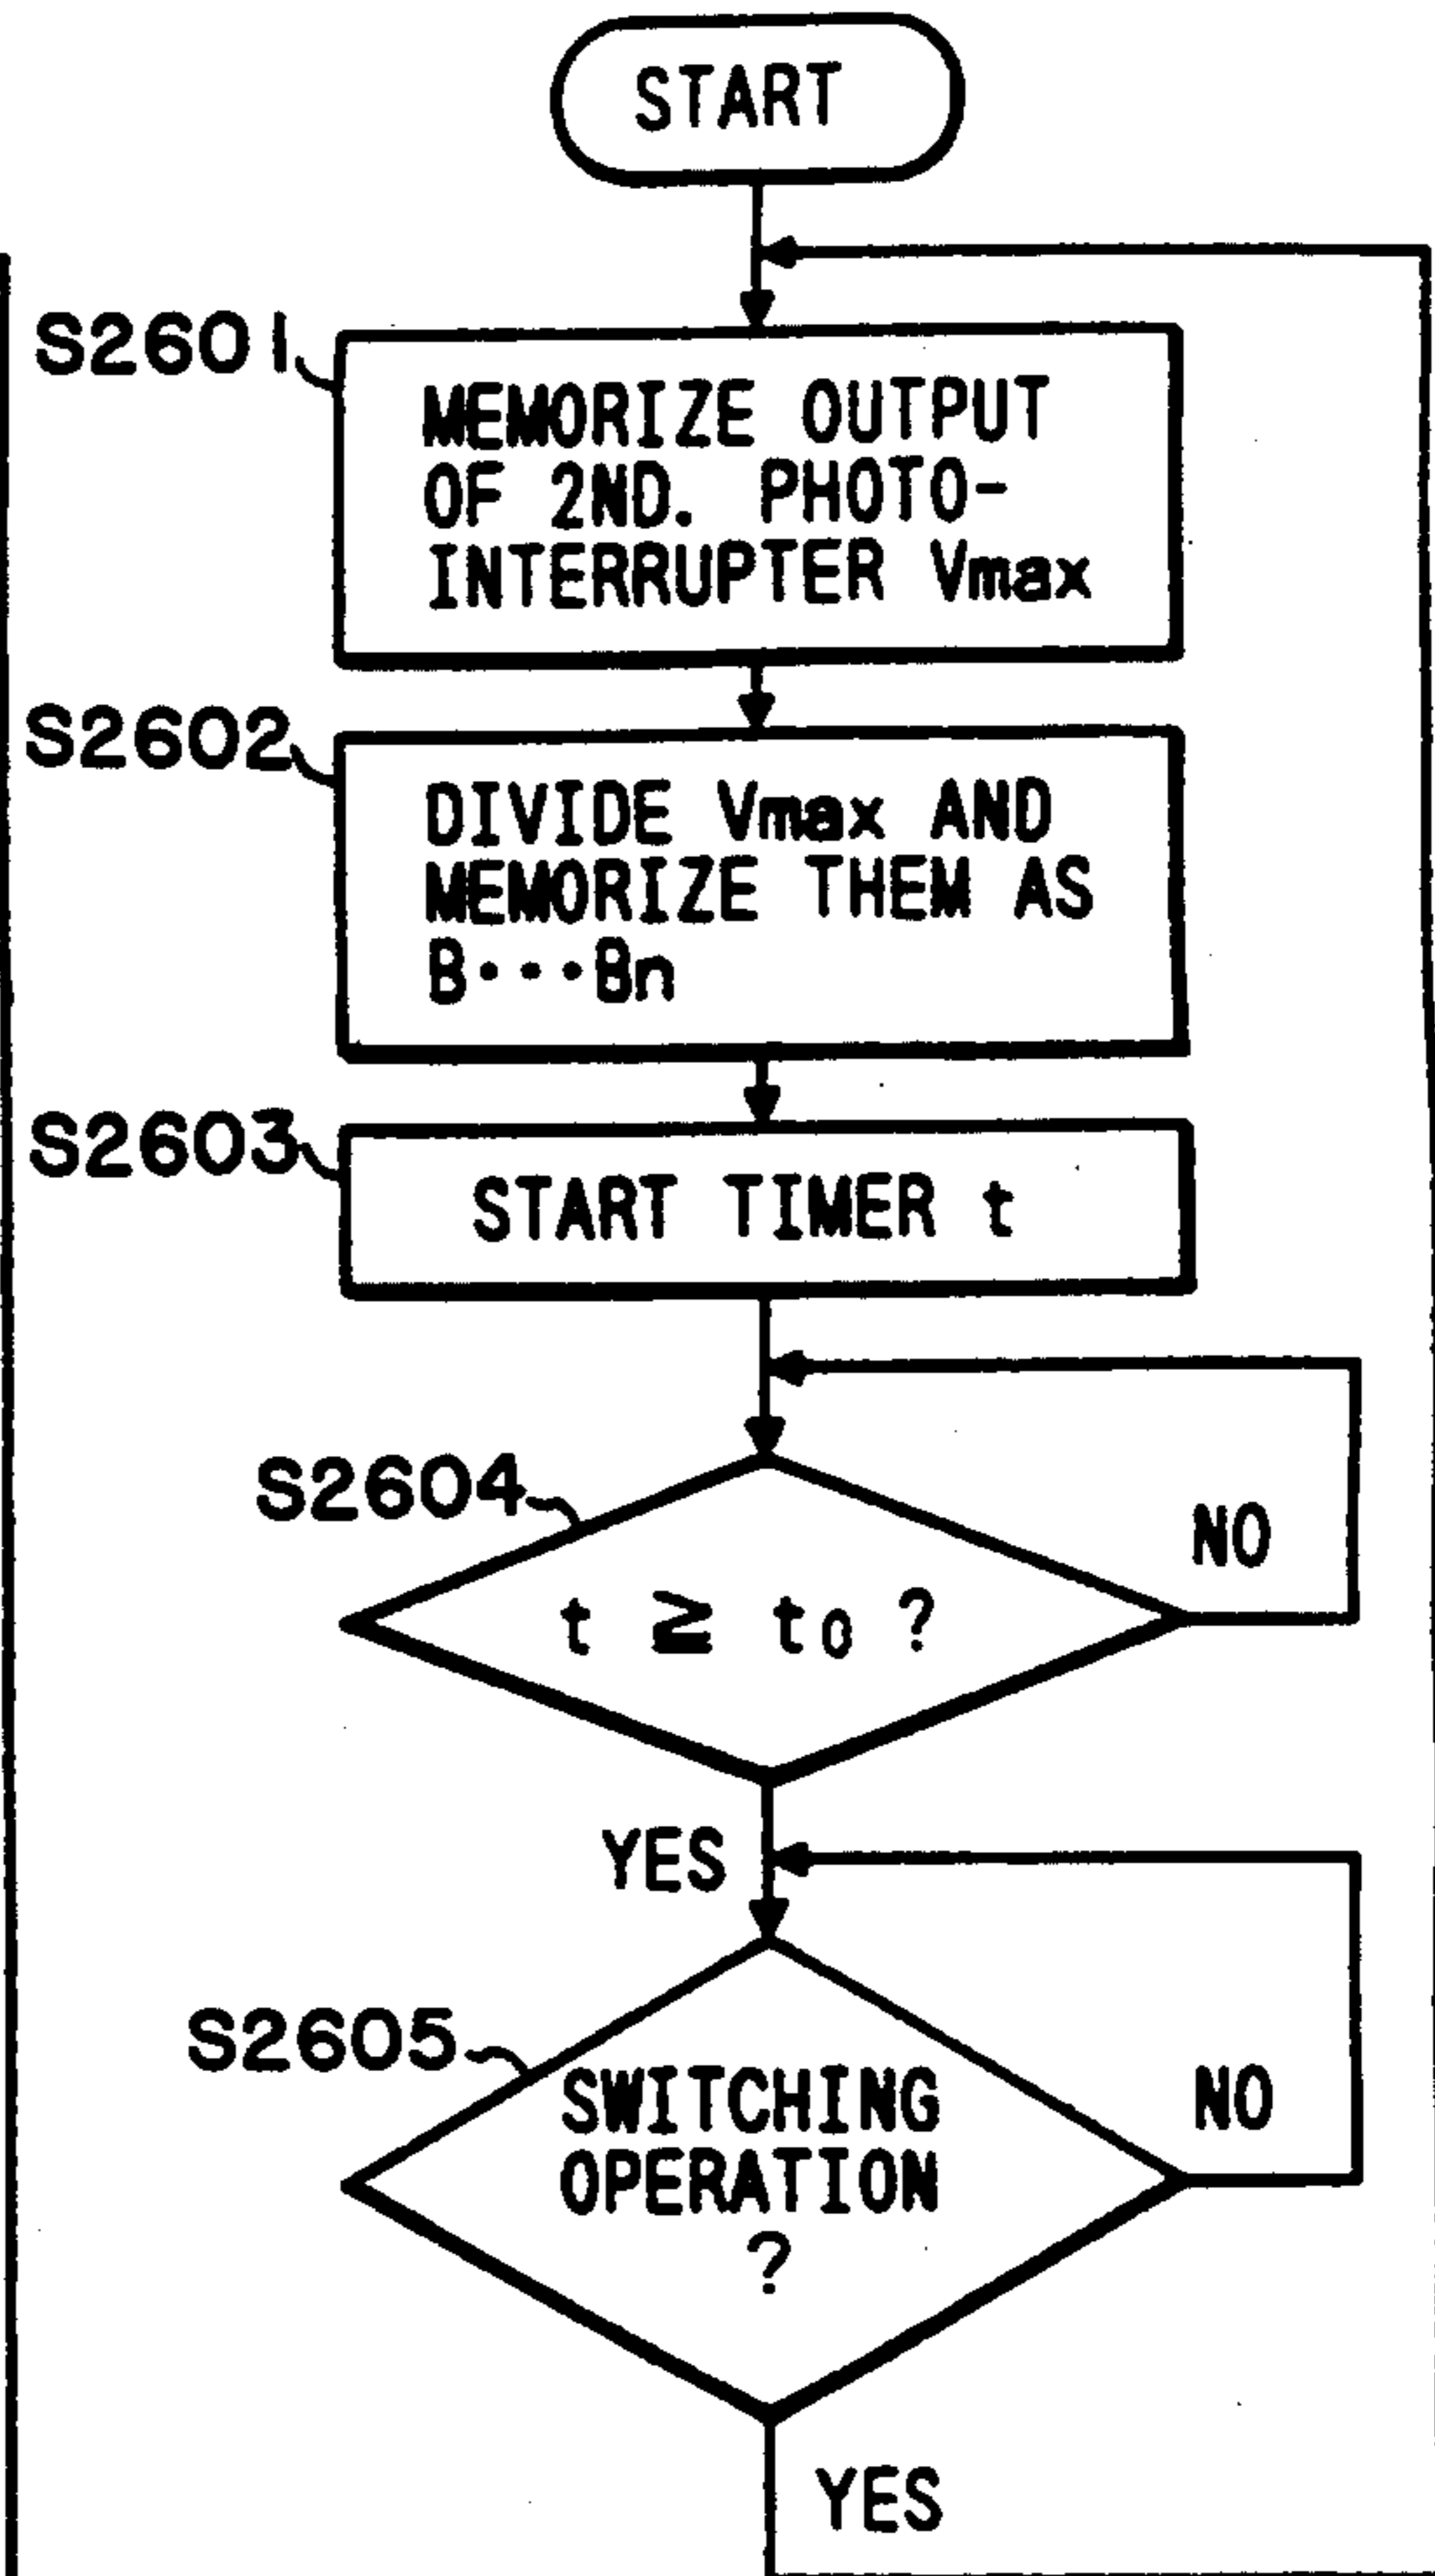 START
S2601
MEMORIZE OUTPUT
OF 2ND. PHOTO-
INTERRUPTER Vmax
S2602
DIVIDE Vmax AND
MEMORIZE THEM AS
B···Bn
S2603
START TIMER t
S2604
t ≧ t₀ ?
NO
YES
S2605
SWITCHING
OPERATION
?
NO
YES